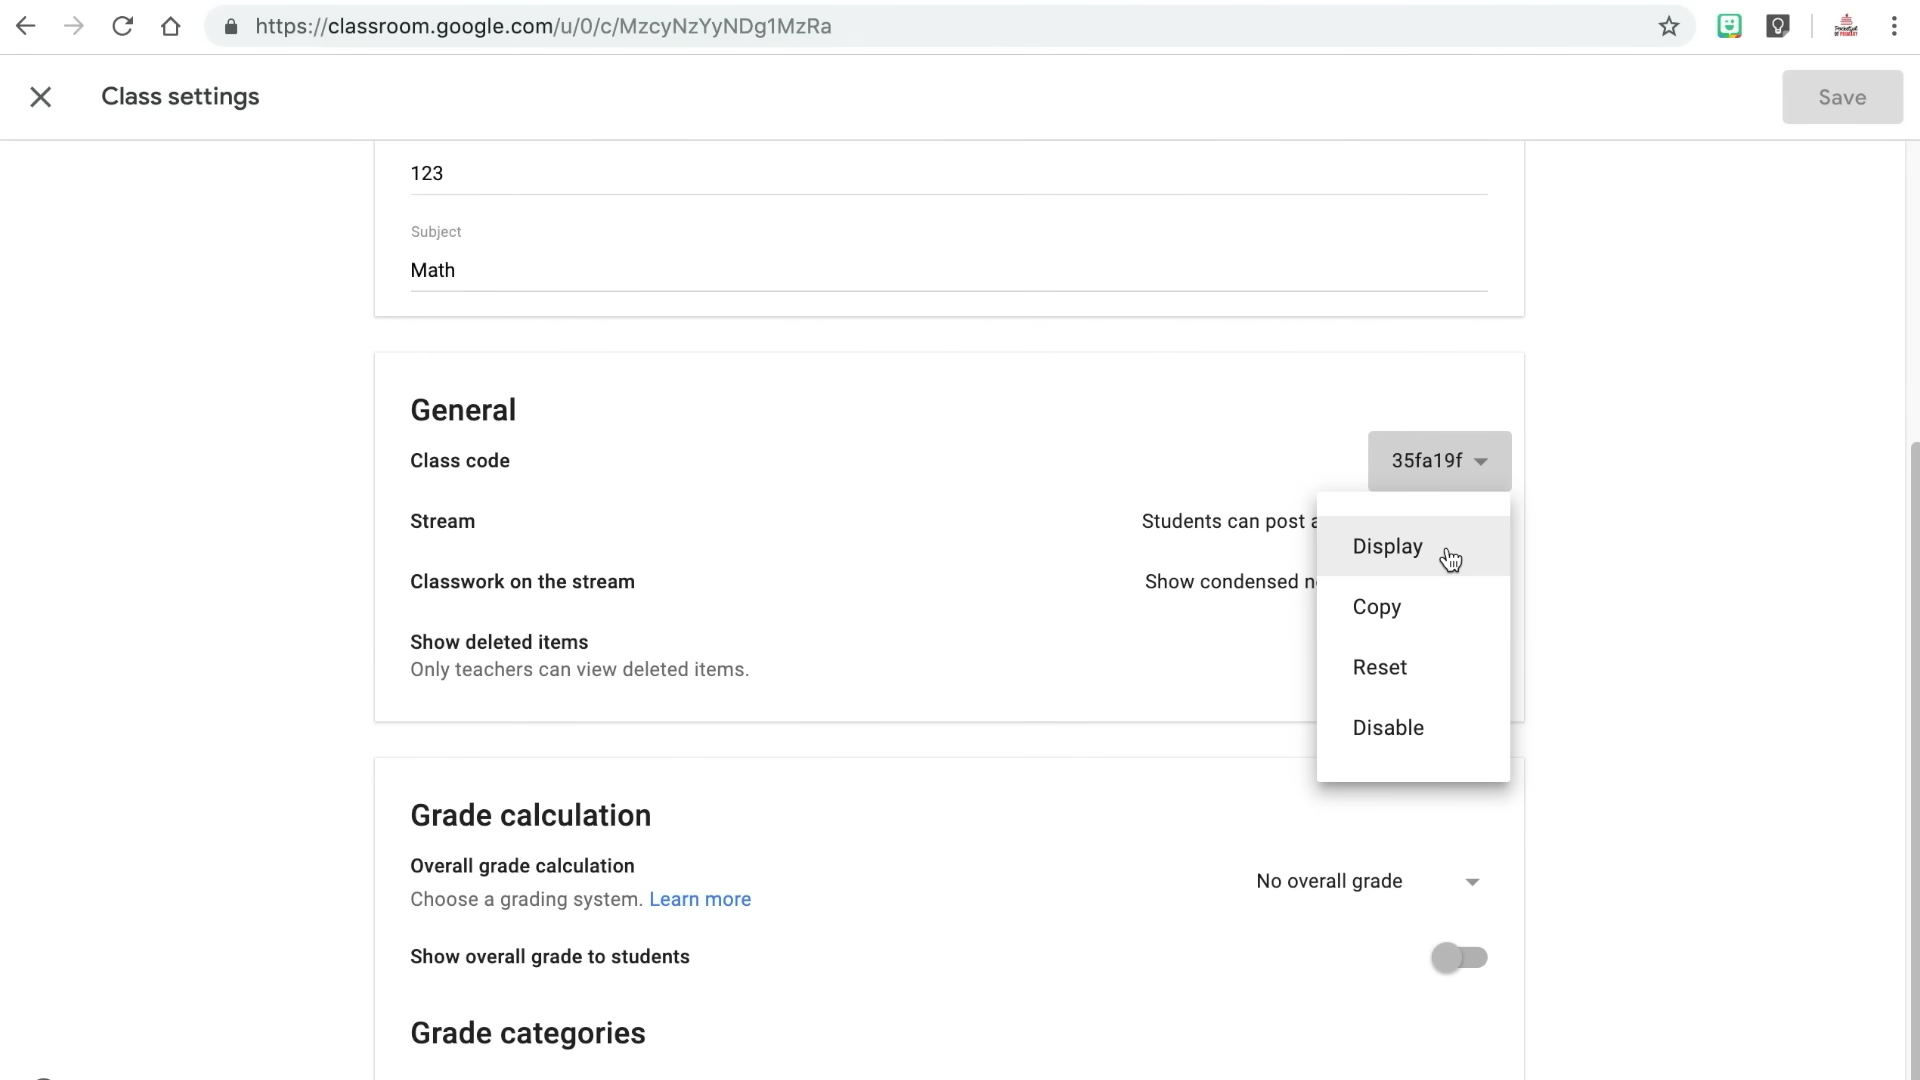 https://classroom.google.com/u/0/c/MzcyNzYyNDg1MzRa
Class settings
Save
123
Subject
Math
General
Class code
35fa19f
Stream
Students can post
Display
Classwork on the stream
Show condensed
Copy
Show deleted items
Only teachers can view deleted items.
Reset
Disable
Grade calculation
Overall grade calculation
Choose a grading system. Learn more
No overall grade
Show overall grade to students
Grade categories